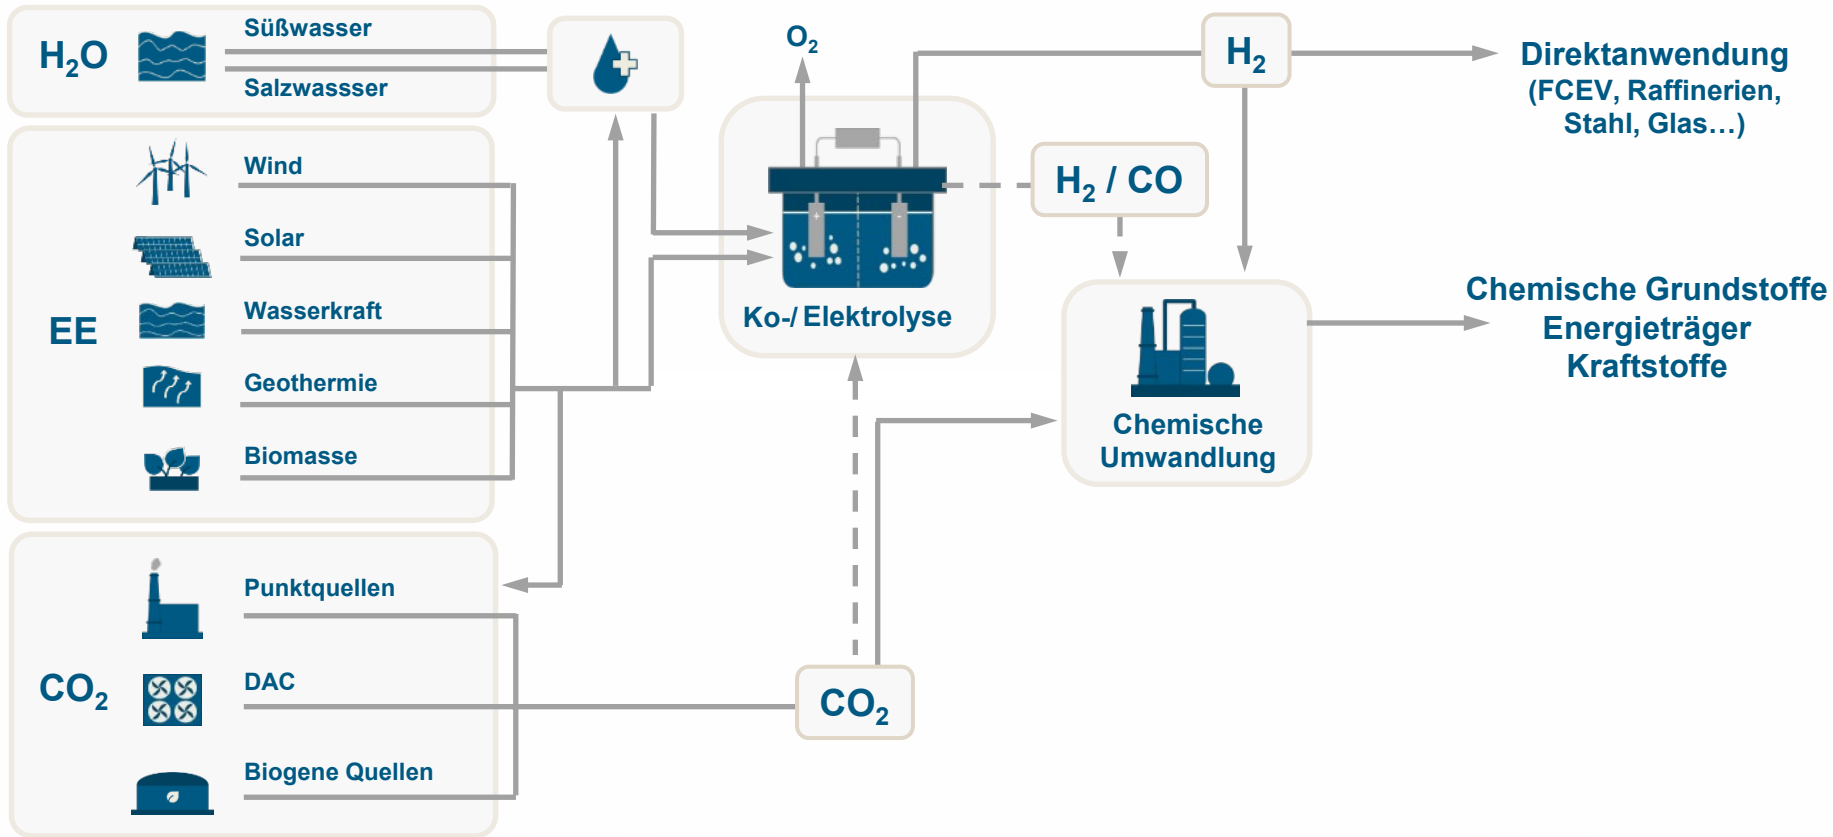 H₂O
Süßwasser
Salzwassser
EE
Wind
Solar
Wasserkraft
Geothermie
Biomasse
CO₂
Punktquellen
DAC
Biogene Quellen
O₂
+
-
Ko-/ Elektrolyse
CO₂
H₂
H₂ / CO
Chemische
Umwandlung
Direktanwendung
(FCEV, Raffinerien,
Stahl, Glas…)
Chemische Grundstoffe
Energieträger
Kraftstoffe